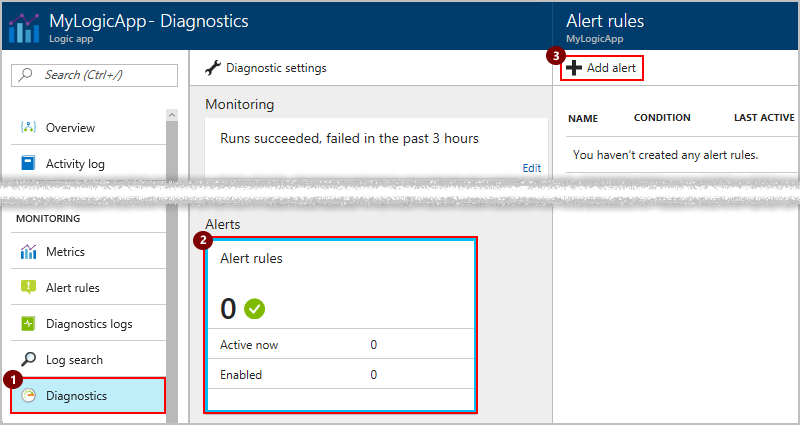 MyLogicApp - Diagnostics
Logic app
Search (Ctrl+/)
Overview
Activity log
MONITORING
Metrics
Alert rules
Diagnostics logs
Log search
1
Diagnostics
Diagnostic settings
Monitoring
Runs succeeded, failed in the past 3 hours
Edit
Alerts
2
Alert rules
0
Active now 0
Enabled 0
Alert rules
MyLogicApp
3
Add alert
NAME CONDITION LAST ACTIVE
You haven't created any alert rules.